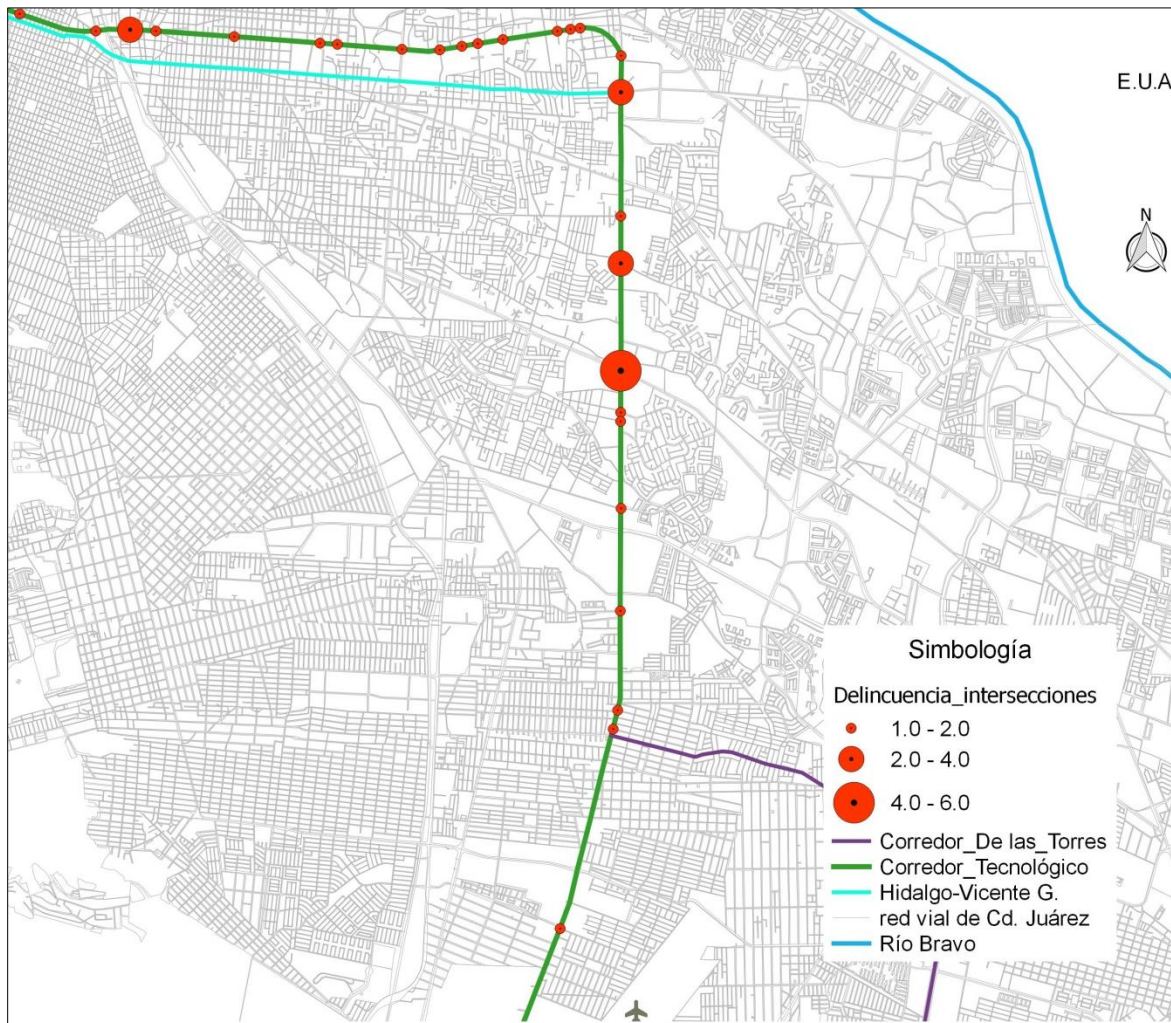 E.U.A
N
Simbología
Delincuencia_intersecciones
1.0 - 2.0
2.0 - 4.0
4.0 - 6.0
Corredor_De las_Torres
Corredor_Tecnológico
Hidalgo-Vicente G.
red vial de Cd. Juárez
Río Bravo